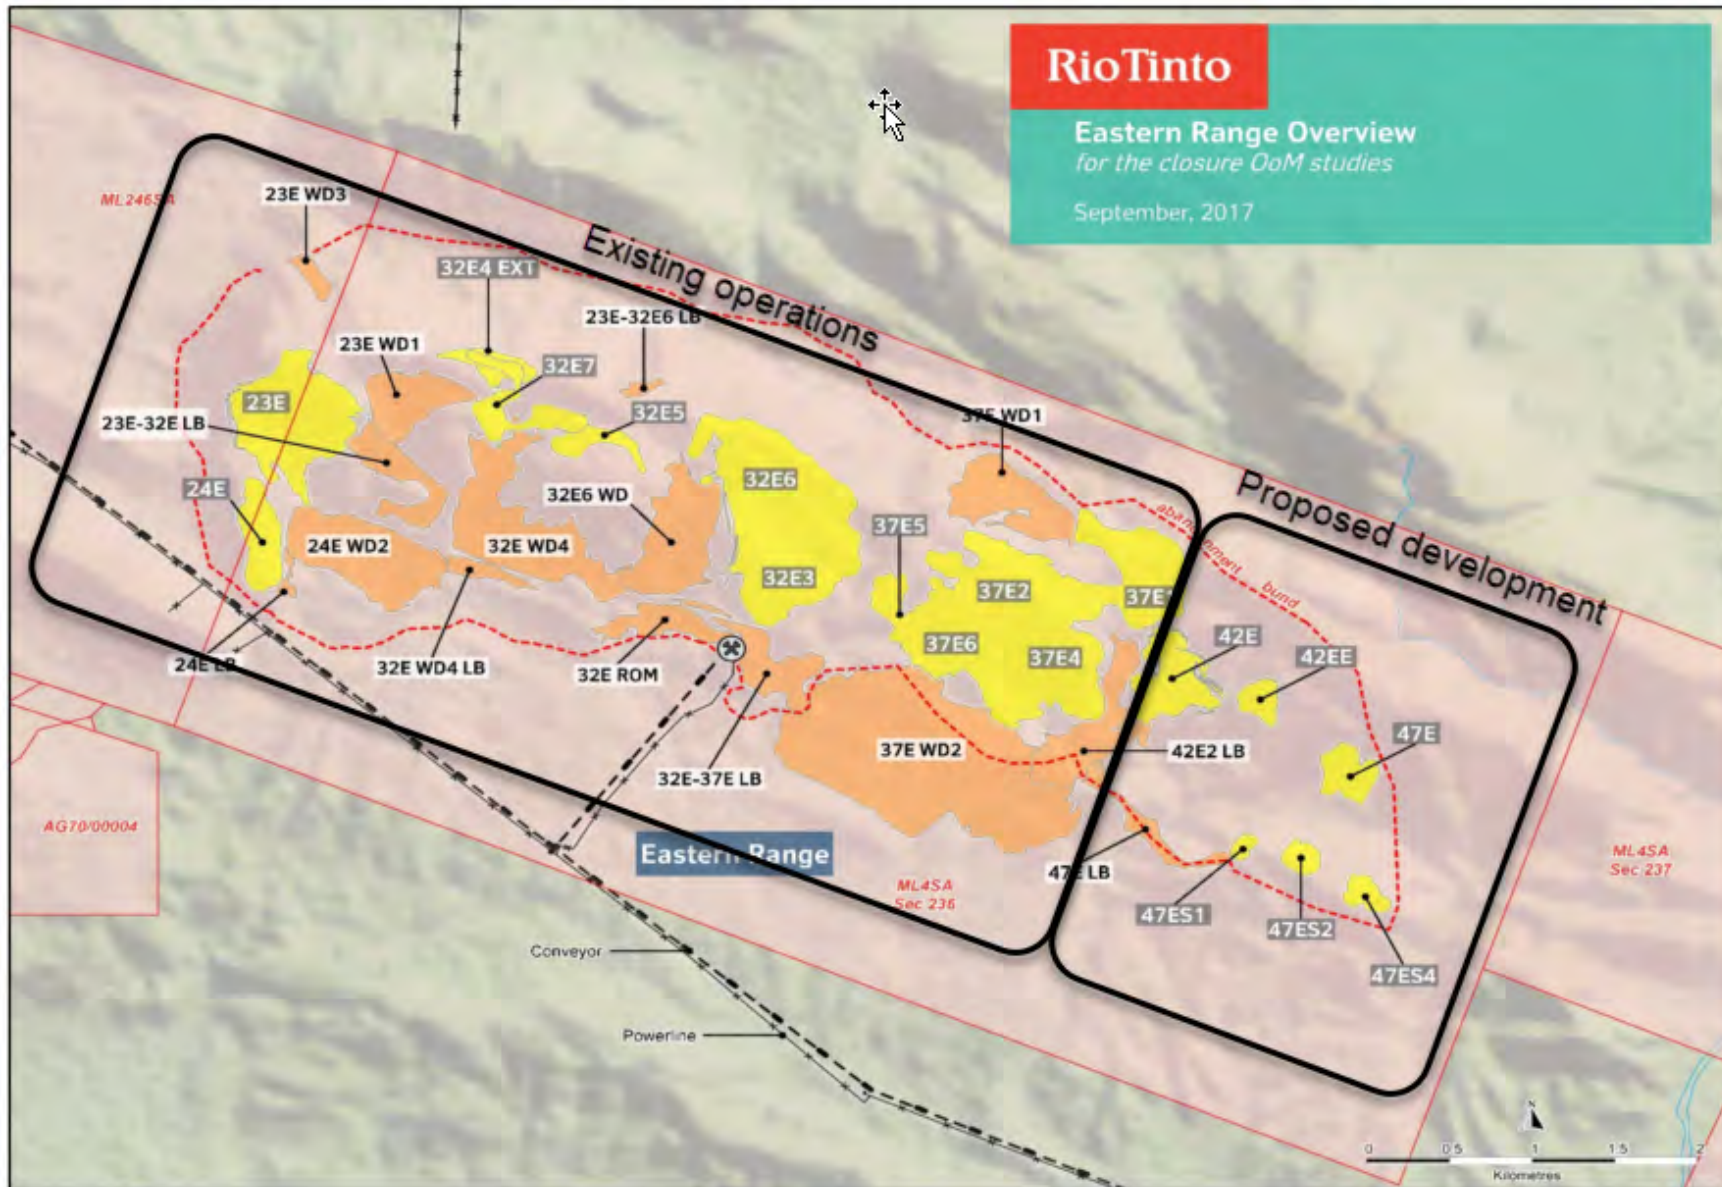 RioTinto
Eastern Range Overview
for the closure OoM studies
September, 2017
ML246SA
23E WD3
Existing operations
32E4 EXT
23E-32E6 LB
23E WD1
32E7
23E
32E5
23E-32E LB
37E WD1
24E
32E6 WD
32E6
Proposed development
37E5
abandonment bund
24E WD2
32E WD4
32E3
37E2
37E1
37E6
37E4
42E
42EE
24E LB
32E WD4 LB
32E ROM
47E
32E-37E LB
37E WD2
42E2 LB
AG70/00004
Eastern Range
ML4SA
Sec 236
47E LB
ML4SA
Sec 237
47ES1
47ES2
47ES4
Conveyor
Powerline
N
0 0.5 1 1.5 2
Kilometres